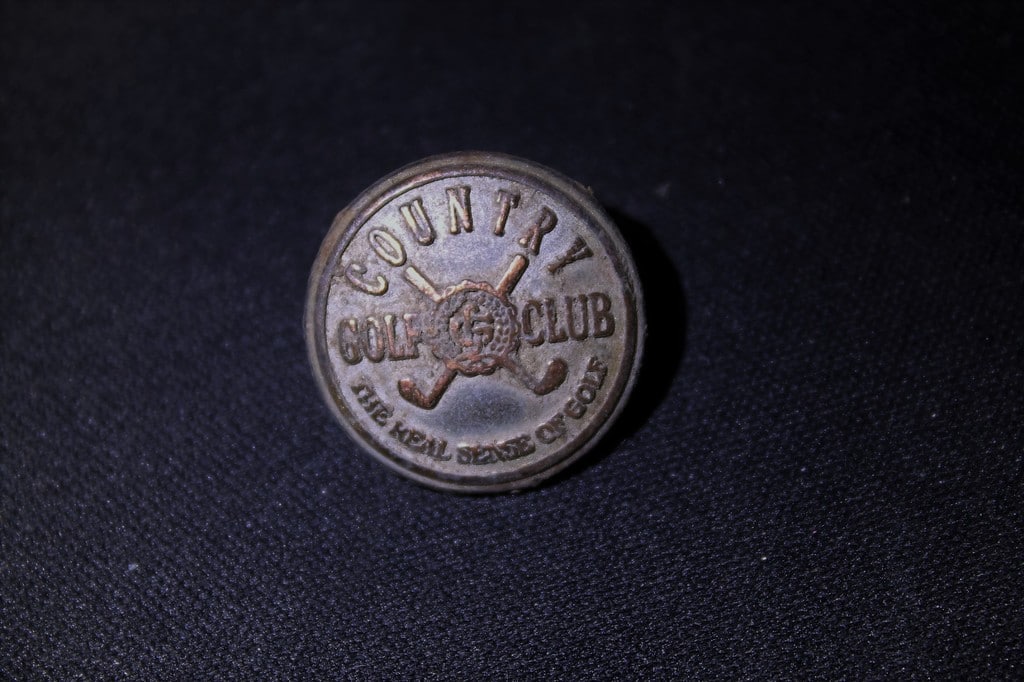 COUNTRY
GOLF CLUB
THE REAL SENSE OF GOLF